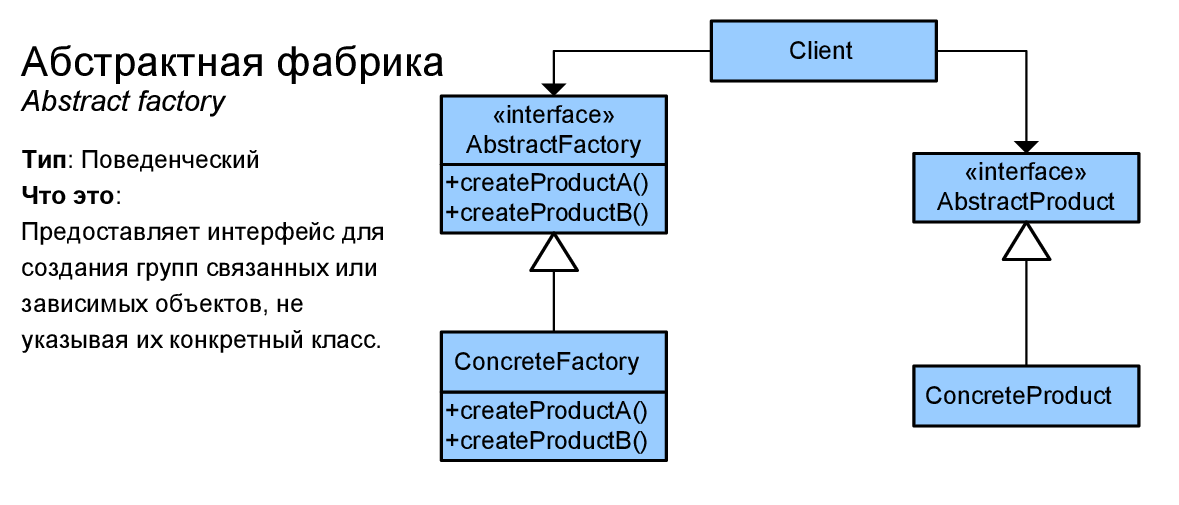 Абстрактная фабрика
Abstract factory
Тип: Поведенческий
Что это:
Предоставляет интерфейс для
создания групп связанных или
зависимых объектов, не
указывая их конкретный класс.
Client
«interface»
AbstractFactory
+createProductA()
+createProductB()
«interface»
AbstractProduct
ConcreteFactory
+createProductA()
+createProductB()
ConcreteProduct